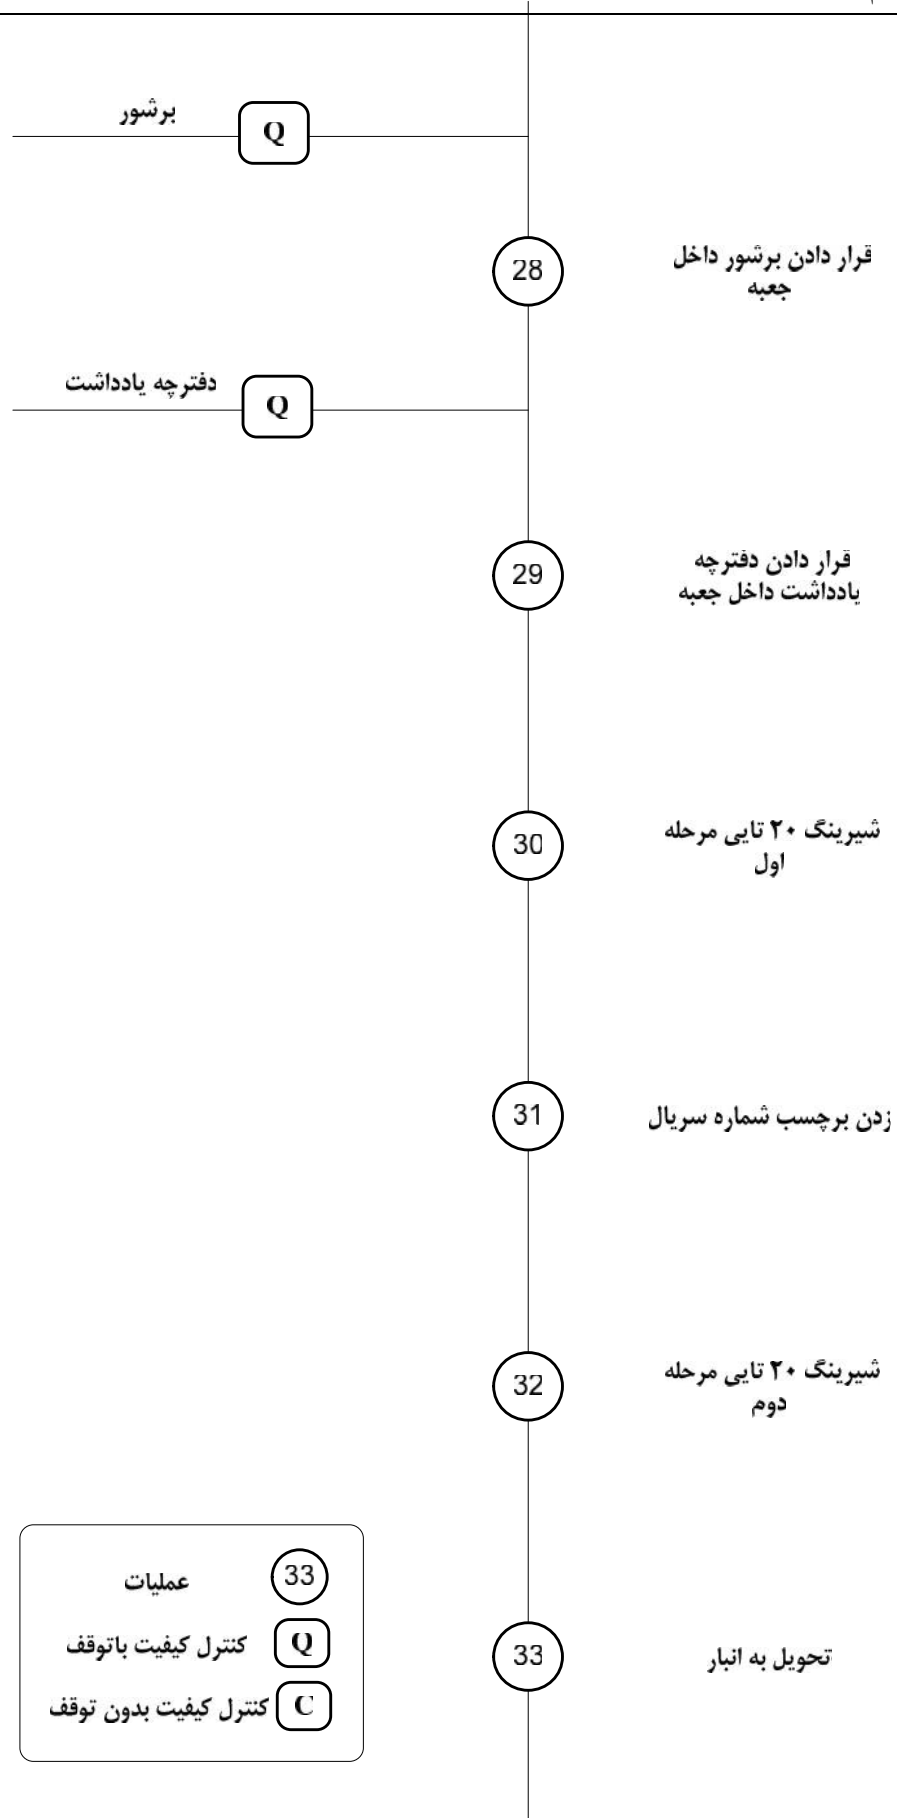 برشور
Q
28
قرار دادن برشور داخل
جعبه
دفترچه یادداشت
Q
29
قرار دادن دفترچه
یادداشت داخل جعبه
30
شیرینگ ۲۰ تایی مرحله
اول
31
زدن برچسب شماره سریال
32
شیرینگ ۲۰ تایی مرحله
دوم
33
تحویل به انبار
33 عملیات
Q کنترل کیفیت باتوقف
C کنترل کیفیت بدون توقف